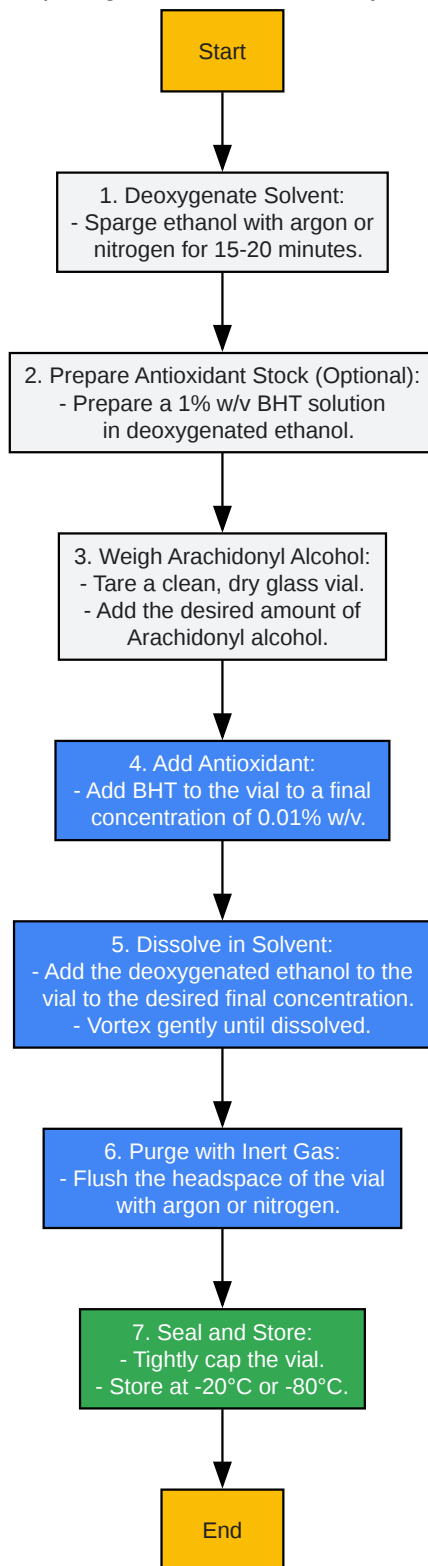 Start
1. Deoxygenate Solvent:
- Sparge ethanol with argon or
nitrogen for 15-20 minutes.
2. Prepare Antioxidant Stock (Optional):
- Prepare a 1% w/v BHT solution
in deoxygenated ethanol.
3. Weigh Arachidonyl Alcohol:
- Tare a clean, dry glass vial.
- Add the desired amount of
Arachidonyl alcohol.
4. Add Antioxidant:
- Add BHT to the vial to a final
concentration of 0.01% w/v.
5. Dissolve in Solvent:
- Add the deoxygenated ethanol to the
vial to the desired final concentration.
- Vortex gently until dissolved.
6. Purge with Inert Gas:
- Flush the headspace of the vial
with argon or nitrogen.
7. Seal and Store:
- Tightly cap the vial.
- Store at -20°C or -80°C.
End